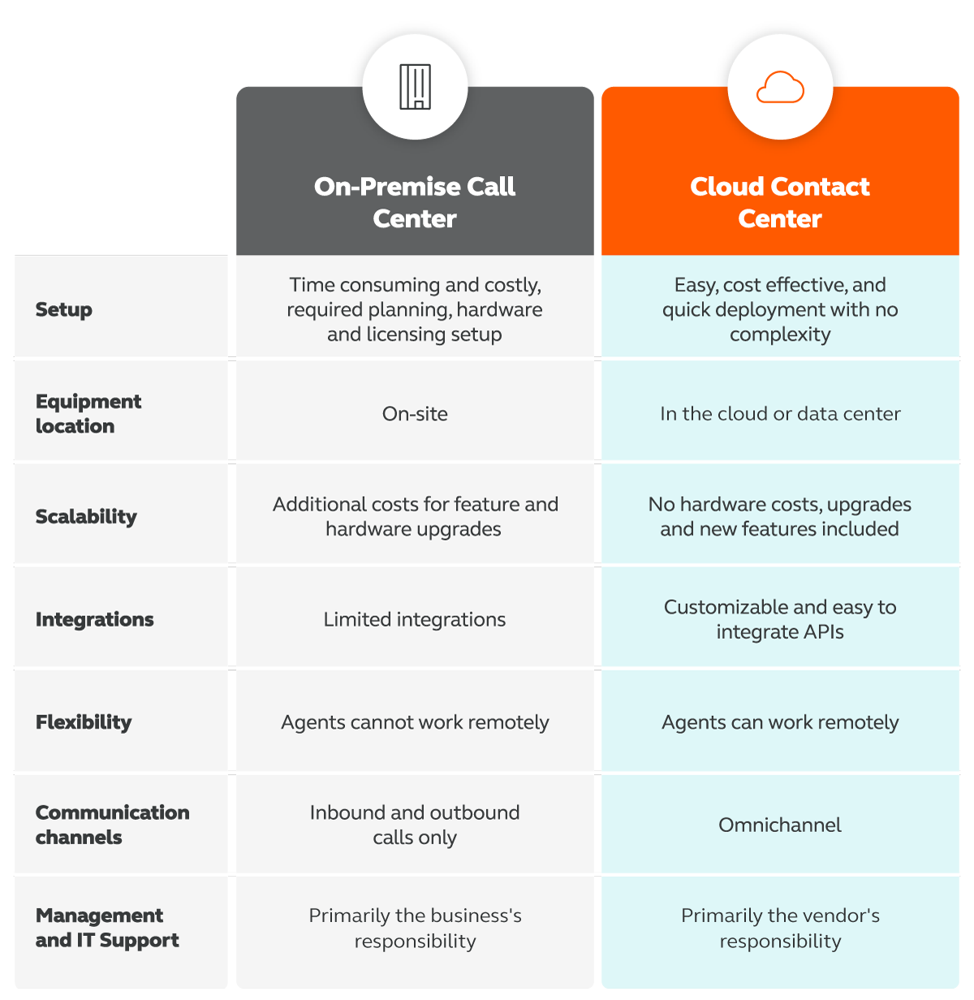 On-Premise Call
Center
Cloud Contact
Center
Setup
Time consuming and costly,
required planning, hardware
and licensing setup
Easy, cost effective, and
quick deployment with no
complexity
Equipment
location
On-site
In the cloud or data center
Scalability
Additional costs for feature and
hardware upgrades
No hardware costs, upgrades
and new features included
Integrations
Limited integrations
Customizable and easy to
integrate APIs
Flexibility
Agents cannot work remotely
Agents can work remotely
Communication
channels
Inbound and outbound
calls only
Omnichannel
Management
and IT Support
Primarily the business's
responsibility
Primarily the vendor's
responsibility